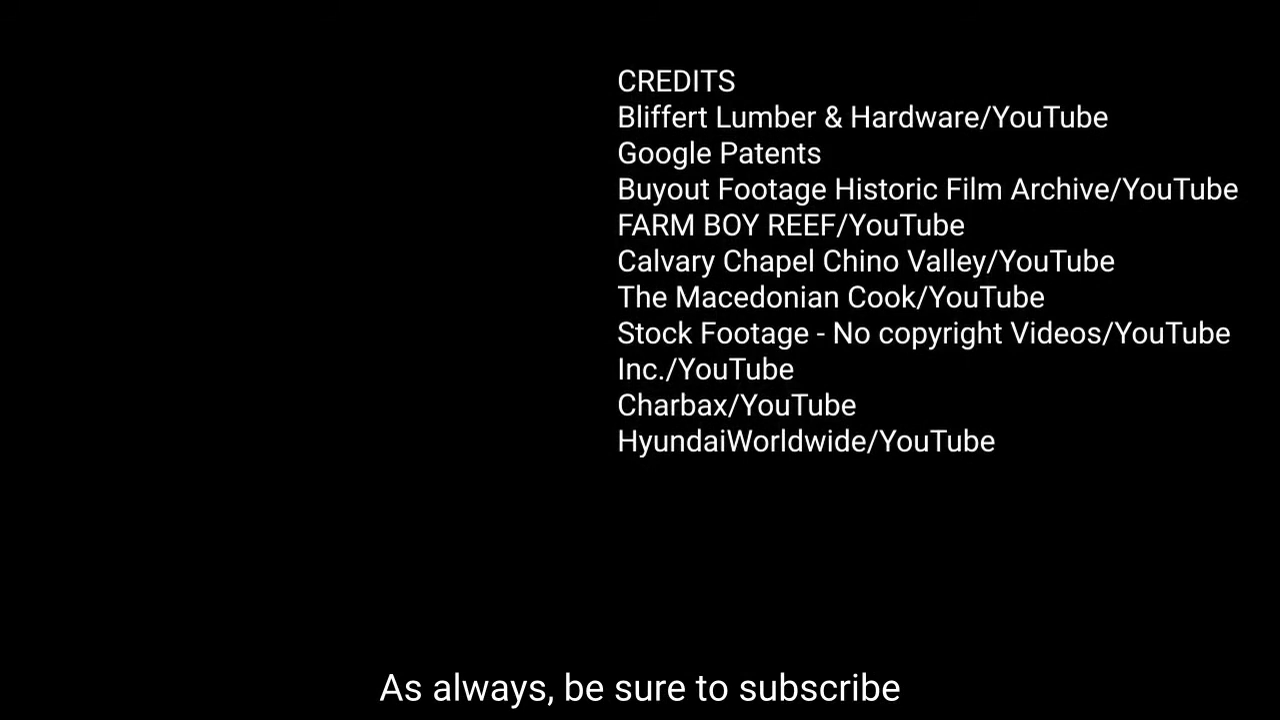 CREDITS
Bliffert Lumber & Hardware/YouTube
Google Patents
Buyout Footage Historic Film Archive/YouTube
FARM BOY REEF/YouTube
Calvary Chapel Chino Valley/YouTube
The Macedonian Cook/YouTube
Stock Footage - No copyright Videos/YouTube
Inc./YouTube
Charbax/YouTube
HyundaiWorldwide/YouTube
As always, be sure to subscribe